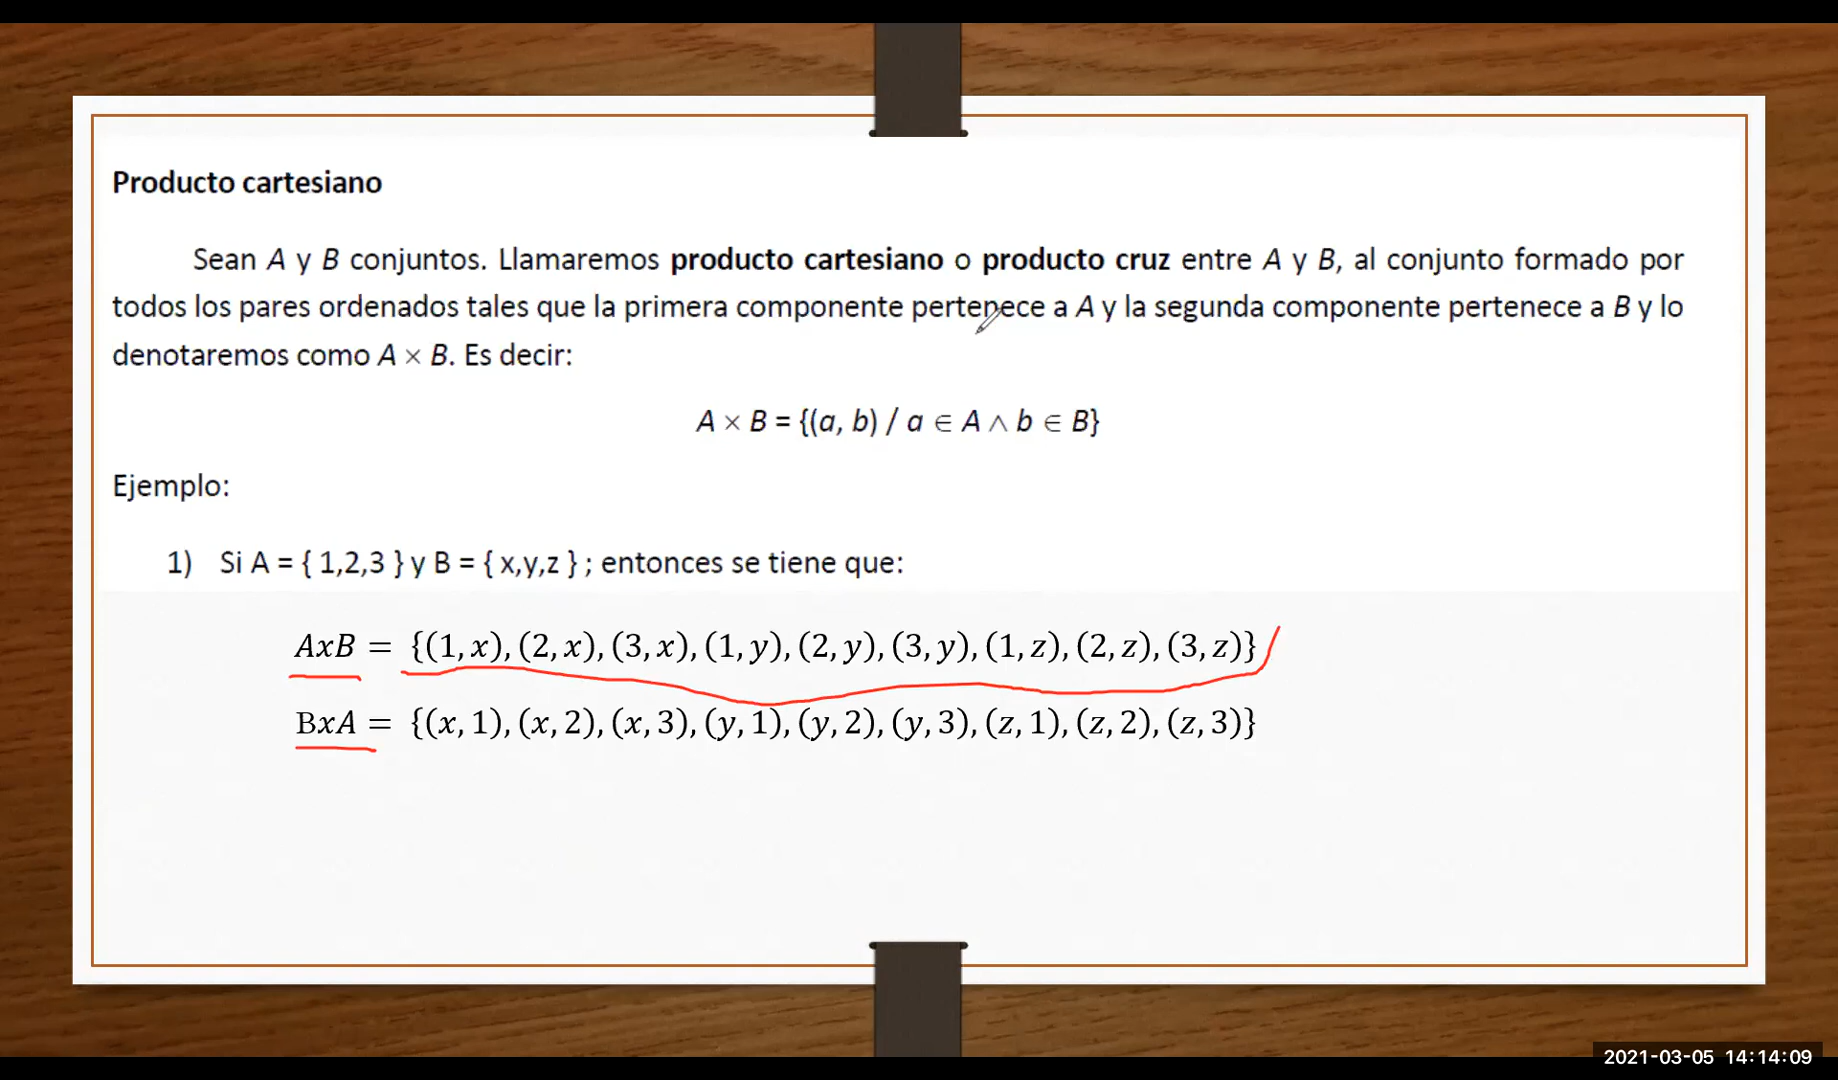 Producto cartesiano
Sean A y B conjuntos. Llamaremos producto cartesiano o producto cruz entre A y B, al conjunto formado por
todos los pares ordenados tales que la primera componente pertenece a A y la segunda componente pertenece a B y lo
denotaremos como A × B. Es decir:
A × B = {(a, b) / a ∈ A ∧ b ∈ B}
Ejemplo:
1) Si A = { 1,2,3 } y B = { x,y,z } ; entonces se tiene que:
AxB = {(1, x), (2, x), (3, x), (1, y), (2, y), (3, y), (1, z), (2, z), (3, z)}
BxA = {(x, 1), (x, 2), (x, 3), (y, 1), (y, 2), (y, 3), (z, 1), (z, 2), (z, 3)}
2021-03-05 14:14:09